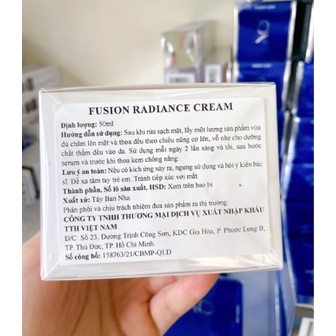 FUSION RADIANCE CREAM
Định lượng: 50ml
Hướng dẫn sử dụng: Sau khi rửa sạch mặt, lấy một lượng sản phẩm vừa
đủ chấm lên mặt và thoa đều theo chiều nâng cơ lên, vỗ nhẹ cho dưỡng
chất thấm đều vào da. Sử dụng mỗi ngày 2 lần sáng và tối, sau bước
serum và trước khi thoa kem chống nắng.
Lưu ý an toàn: Nếu có kích ứng xảy ra, ngưng sử dụng và hỏi ý kiến bác
sĩ. Để xa tầm tay trẻ em. Tránh tiếp xúc với mắt.
Thành phần, Số lô sản xuất, HSD: Xem trên bao bì
Xuất xứ: Tây Ban Nha
Phân phối và chịu trách nhiệm đưa sản phẩm ra thị trường:
CÔNG TY TNHH THƯƠNG MẠI DỊCH VỤ XUẤT NHẬP KHẨU
TTH VIỆT NAM
Đ/C: Số 23, Đường Trịnh Công Sơn, KDC Gia Hòa, P. Phước Long B,
TP. Thủ Đức, TP. Hồ Chí Minh.
Số công bố: 158763/21/CBMP-QLD